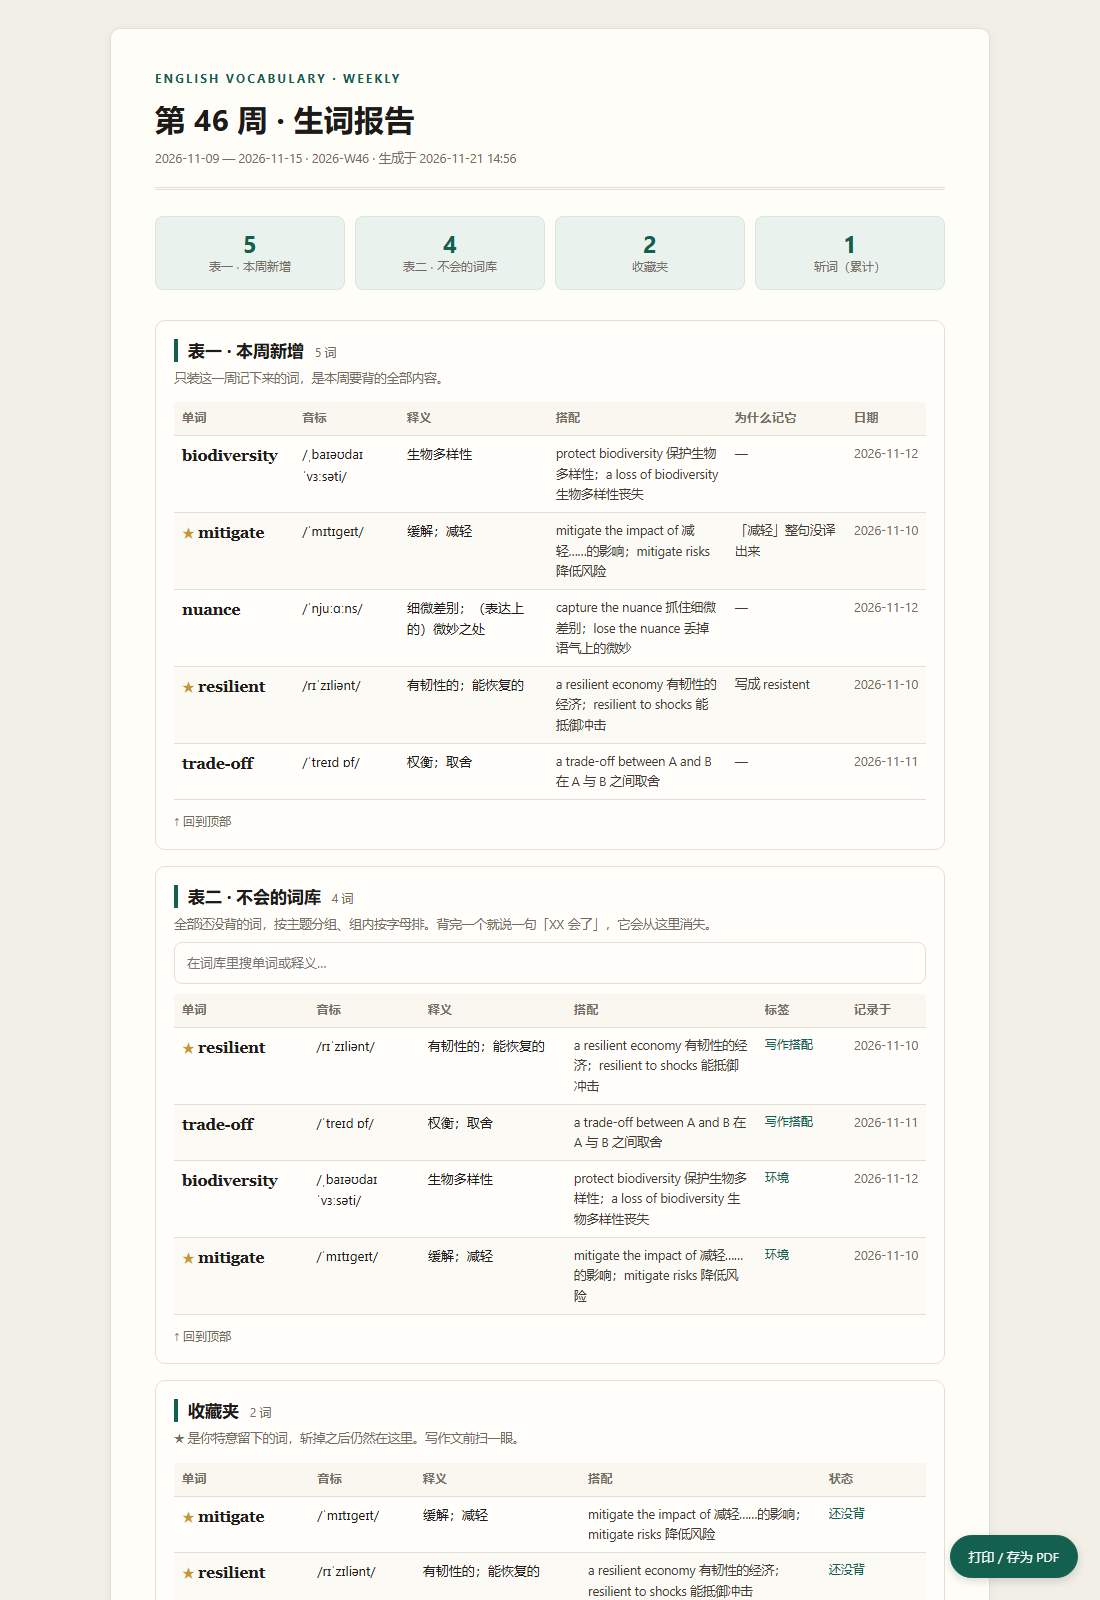 ENGLISH VOCABULARY · WEEKLY
第 46 周 · 生词报告
2026-11-09 — 2026-11-15 · 2026-W46 · 生成于 2026-11-21 14:56
5
表一 · 本周新增
4
表二 · 不会的词库
2
收藏夹
1
斩词（累计）
表一 · 本周新增 5 词
只装这一周记下来的词，是本周要背的全部内容。
单词 音标 释义 搭配 为什么记它 日期
biodiversity /ˌbaɪəʊdaɪ 生物多样性 protect biodiversity 保护生物 — 2026-11-12
ˈvɜːsəti/ 多样性；a loss of biodiversity
生物多样性丧失
★ mitigate /ˈmɪtɪɡeɪt/ 缓解；减轻 mitigate the impact of 减 「减轻」整句没译 2026-11-10
轻……的影响；mitigate risks 出来
降低风险
nuance /ˈnjuːɑːns/ 细微差别；（表达上 capture the nuance 抓住细微 — 2026-11-12
的）微妙之处 差别；lose the nuance 丢掉
语气上的微妙
★ resilient /rɪˈzɪliənt/ 有韧性的；能恢复的 a resilient economy 有韧性的 写成 resistent 2026-11-10
经济；resilient to shocks 能
抵御冲击
trade-off /ˈtreɪd ɒf/ 权衡；取舍 a trade-off between A and B — 2026-11-11
在 A 与 B 之间取舍
↑ 回到顶部
表二 · 不会的词库 4 词
全部还没背的词，按主题分组、组内按字母排。背完一个就说一句「XX 会了」，它会从这里消失。
在词库里搜单词或释义…
单词 音标 释义 搭配 标签 记录于
★ resilient /rɪˈzɪliənt/ 有韧性的；能恢复的 a resilient economy 有韧性的经 写作搭配 2026-11-10
济；resilient to shocks 能抵御
冲击
trade-off /ˈtreɪd ɒf/ 权衡；取舍 a trade-off between A and B 在 写作搭配 2026-11-11
A 与 B 之间取舍
biodiversity /ˌbaɪəʊdaɪ 生物多样性 protect biodiversity 保护生物多 环境 2026-11-12
ˈvɜːsəti/ 样性；a loss of biodiversity 生
物多样性丧失
★ mitigate /ˈmɪtɪɡeɪt/ 缓解；减轻 mitigate the impact of 减轻…… 环境 2026-11-10
的影响；mitigate risks 降低风
险
↑ 回到顶部
收藏夹 2 词
★ 是你特意留下的词，斩掉之后仍然在这里。写作文前扫一眼。
单词 音标 释义 搭配 状态
★ mitigate /ˈmɪtɪɡeɪt/ 缓解；减轻 mitigate the impact of 减轻……的影响； 还没背
mitigate risks 降低风险
★ resilient /rɪˈzɪliənt/ 有韧性的；能恢复的 a resilient economy 有韧性的经济； 还没背
resilient to shocks 能抵御冲击
打印 / 存为 PDF